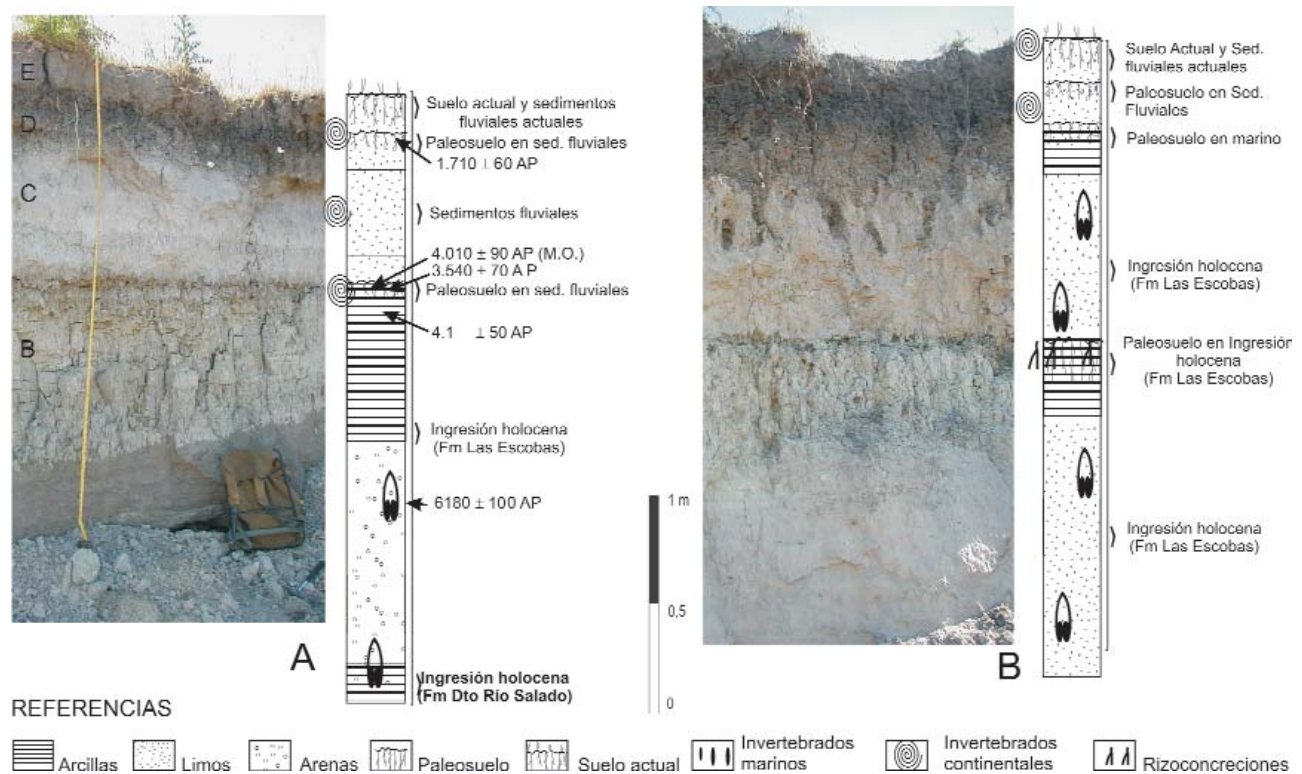 E
D
C
B
Suelo actual y sedimentos
fluviales actuales
Paleosuelo en sed. fluviales
1.710 ± 60 AP
Sedimentos fluviales
4.010 ± 90 AP (M.O.)
3.540 + 70 A P
Paleosuelo en sed. fluviales
4.1 ± 50 AP
Ingresión holocena
(Fm Las Escobas)
6180 ± 100 AP
Ingresión holocena
(Fm Dto Río Salado)
A
1 m
0,5
0
Suelo Actual y Sed.
fluviales actuales
Paleosuelo en Sed.
Fluviales
Paleosuelo en marino
Ingresión holocena
(Fm Las Escobas)
Paleosuelo en Ingresión
holocena
(Fm Las Escobas)
Ingresión holocena
(Fm Las Escobas)
B
REFERENCIAS
Arcillas
Limos
Arenas
Paleosuelo
Suelo actual
Invertebrados
marinos
Invertebrados
continentales
Rizoconcreciones